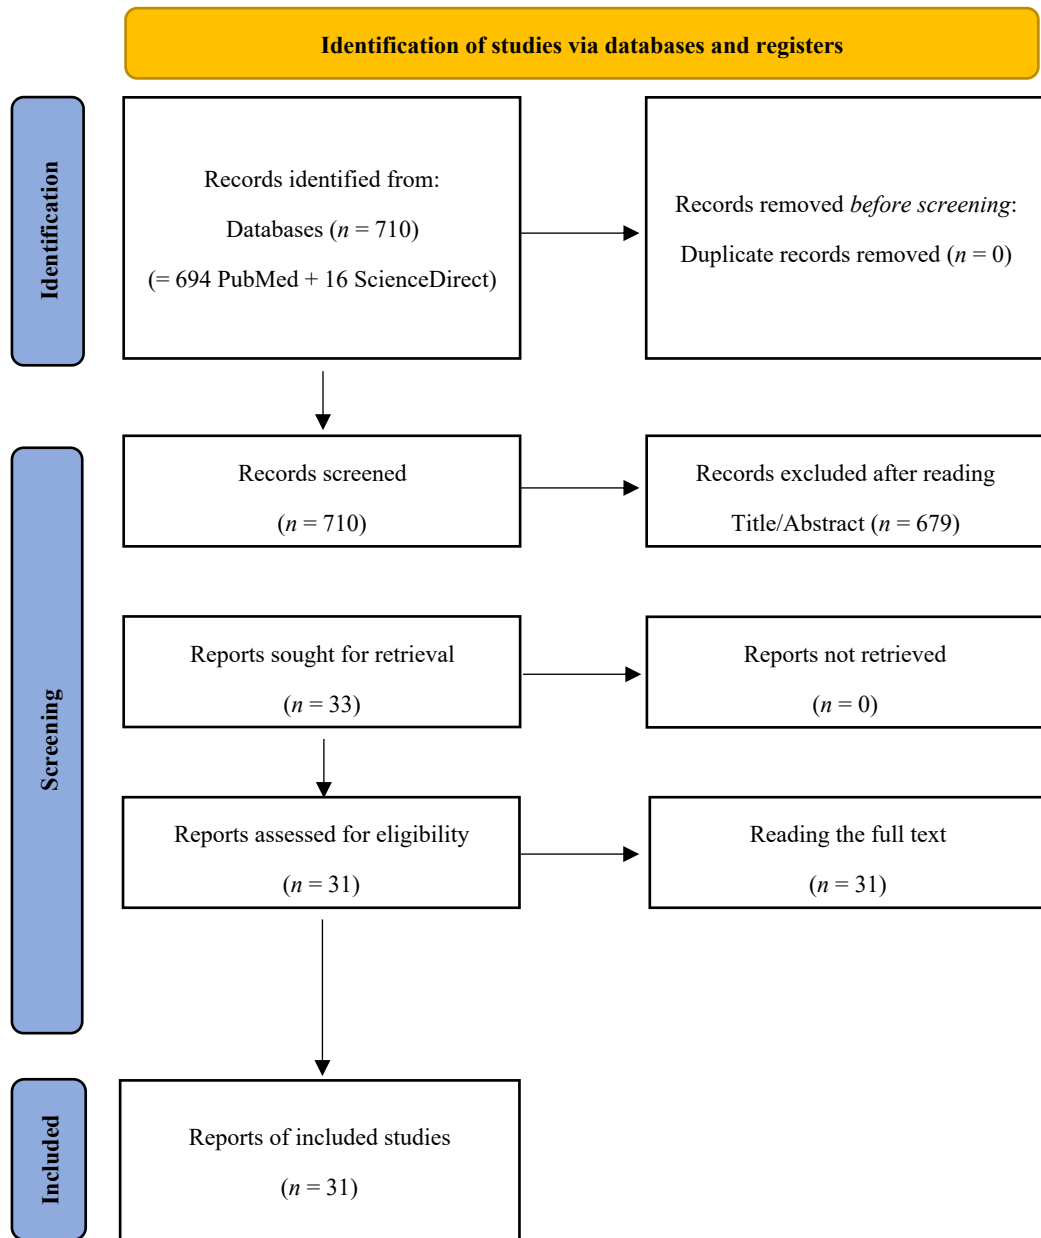 Identification of studies via databases and registers
Identification
Records identified from:
Databases (n = 710)
(= 694 PubMed + 16 ScienceDirect)
Records removed before screening:
Duplicate records removed (n = 0)
Screening
Records screened
(n = 710)
Records excluded after reading
Title/Abstract (n = 679)
Reports sought for retrieval
(n = 33)
Reports not retrieved
(n = 0)
Reports assessed for eligibility
(n = 31)
Reading the full text
(n = 31)
Included
Reports of included studies
(n = 31)